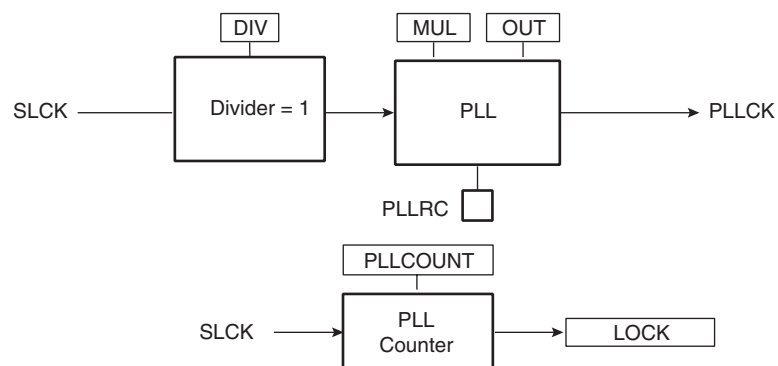 DIV
MUL
OUT
SLCK
Divider = 1
PLL
PLLCK
PLLRC
PLLCOUNT
SLCK
PLL
Counter
LOCK